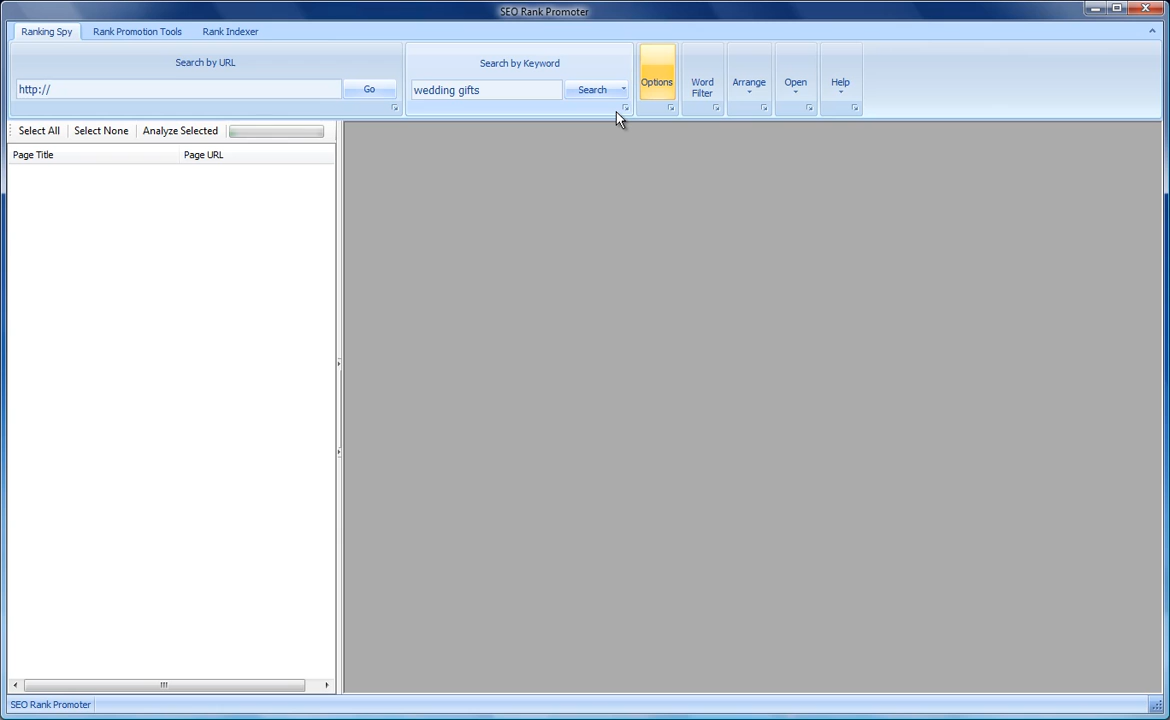 SEO Rank Promoter
Ranking Spy Rank Promotion Tools Rank Indexer
Search by URL
http:// Go
Search by Keyword
wedding gifts Search
Options
Word
Filter
Arrange
Open
Help
Select All Select None Analyze Selected
Page Title Page URL
SEO Rank Promoter